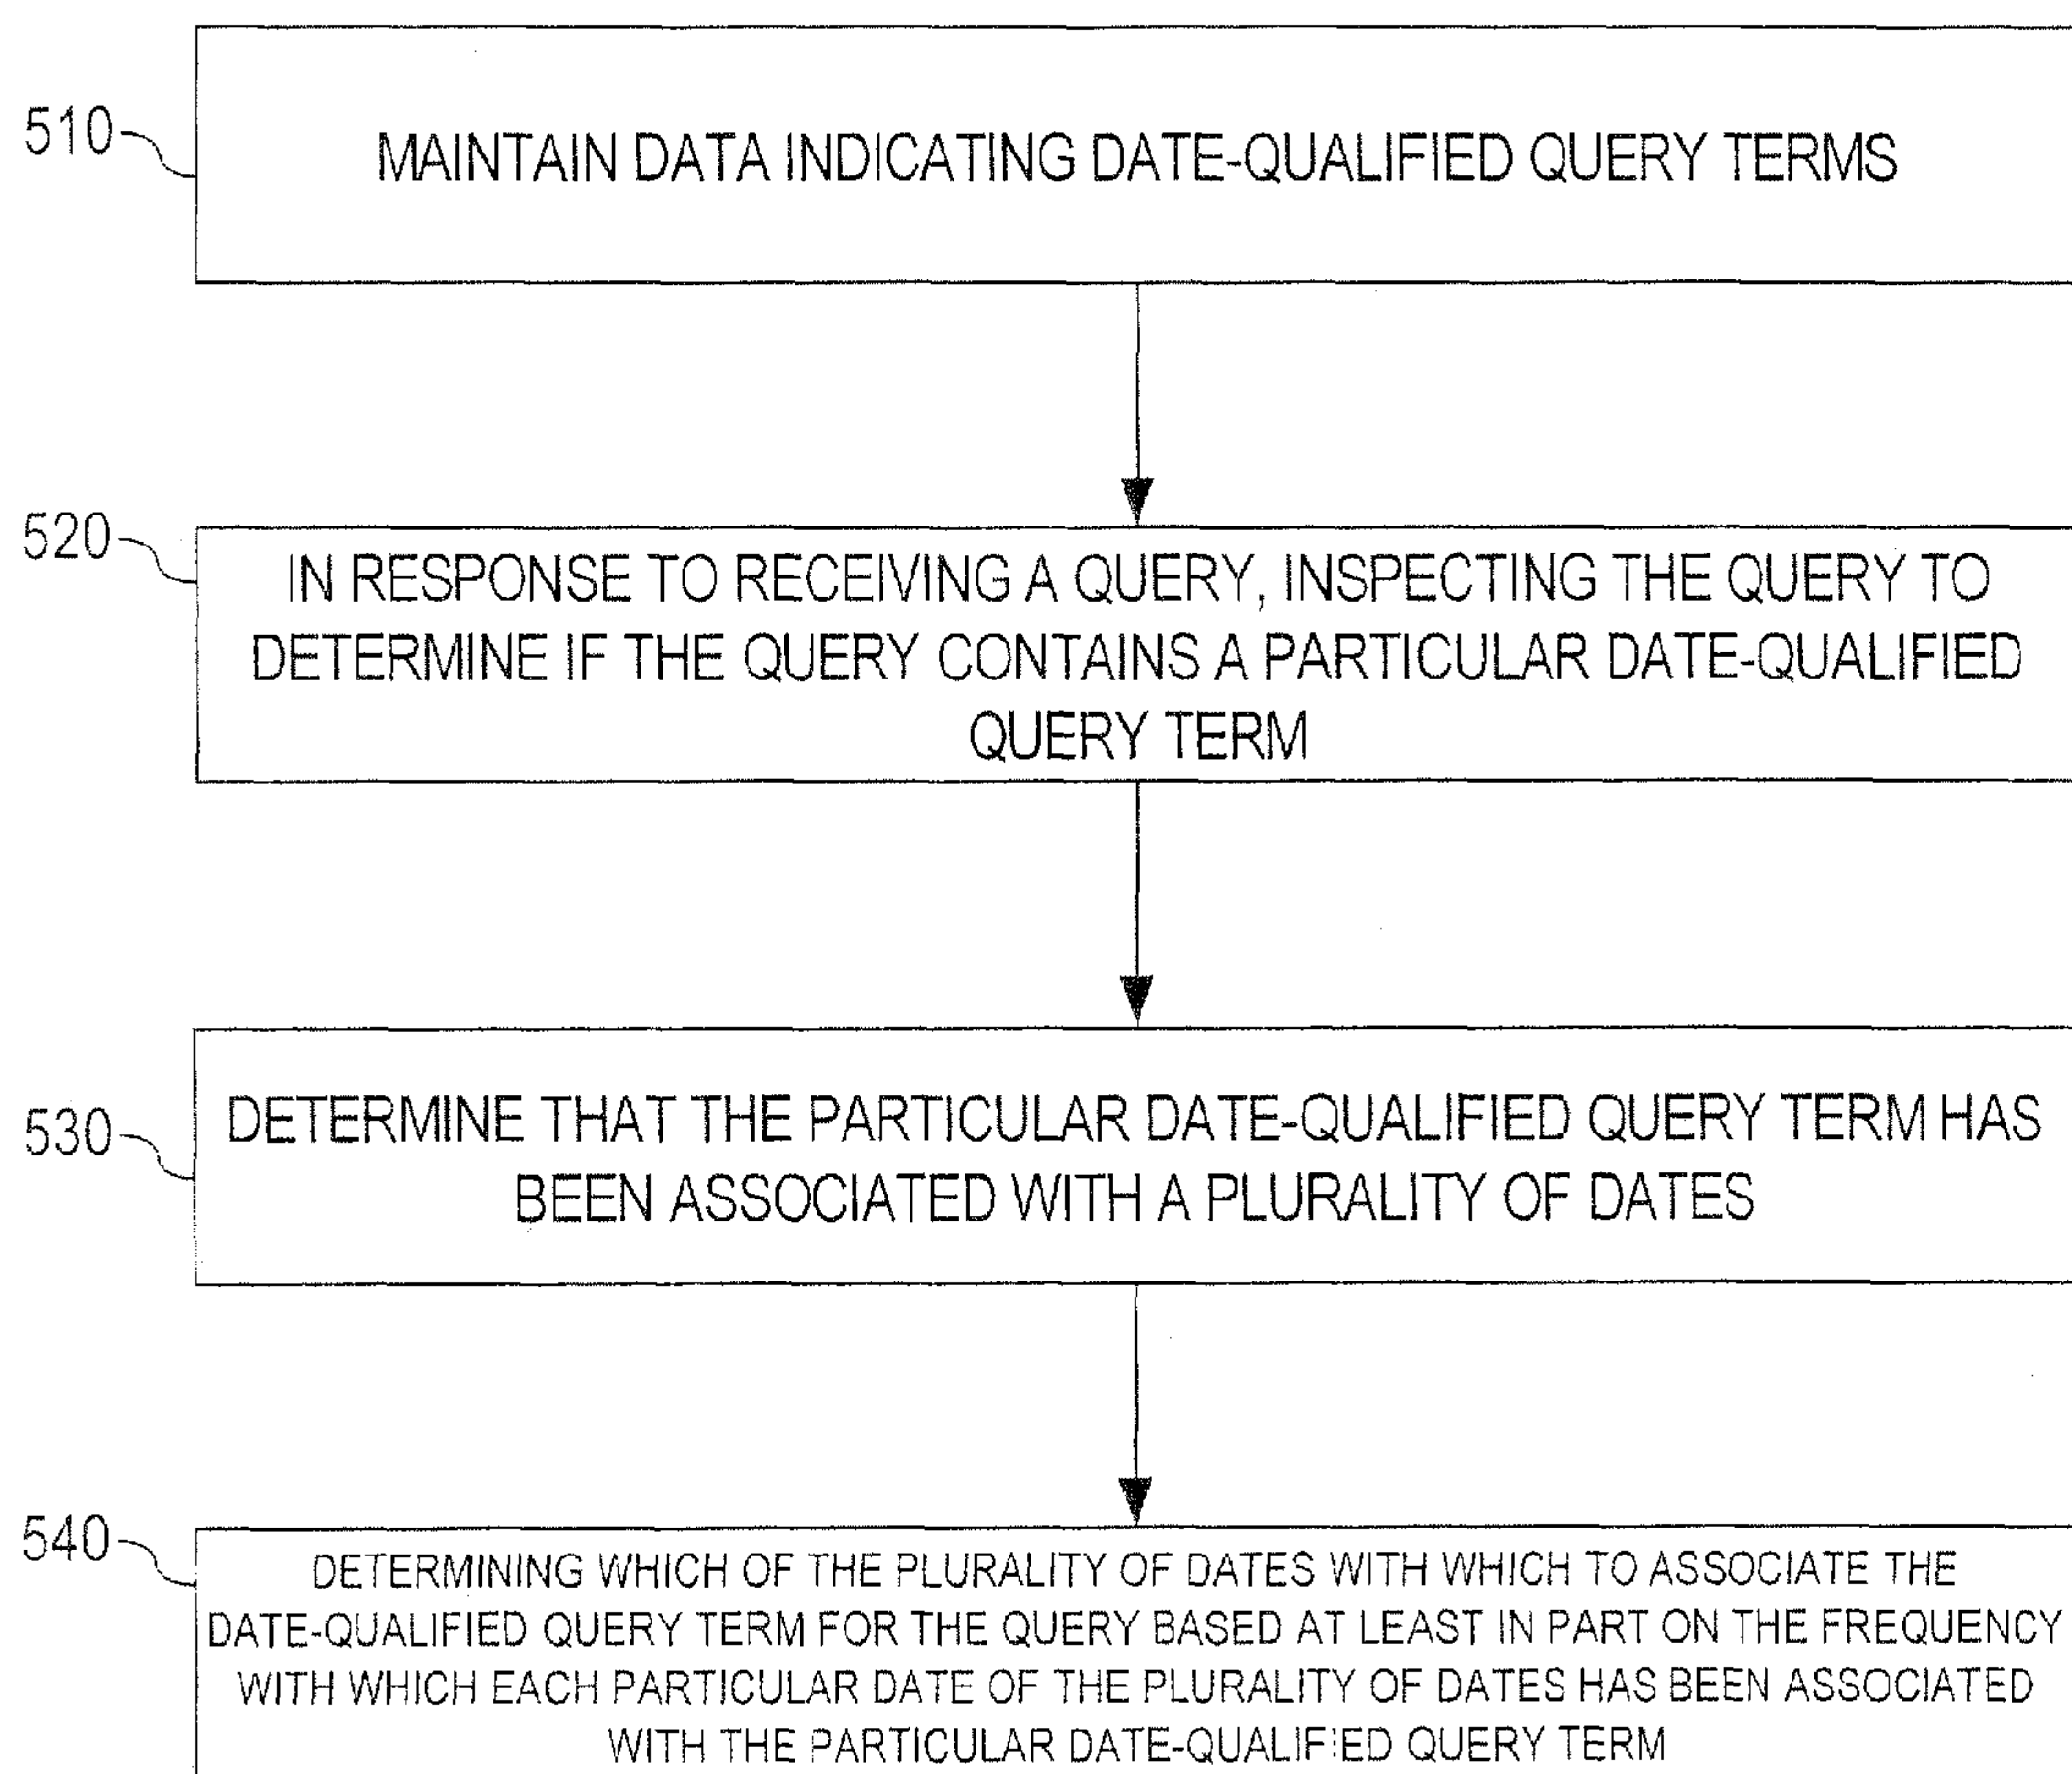 510
MAINTAIN DATA INDICATING DATE-QUALIFIED QUERY TERMS
520
IN RESPONSE TO RECEIVING A QUERY, INSPECTING THE QUERY TO
DETERMINE IF THE QUERY CONTAINS A PARTICULAR DATE-QUALIFIED
QUERY TERM
530
DETERMINE THAT THE PARTICULAR DATE-QUALIFIED QUERY TERM HAS
BEEN ASSOCIATED WITH A PLURALITY OF DATES
540
DETERMINING WHICH OF THE PLURALITY OF DATES WITH WHICH TO ASSOCIATE THE
DATE-QUALIFIED QUERY TERM FOR THE QUERY BASED AT LEAST IN PART ON THE FREQUENCY
WITH WHICH EACH PARTICULAR DATE OF THE PLURALITY OF DATES HAS BEEN ASSOCIATED
WITH THE PARTICULAR DATE-QUALIFIED QUERY TERM